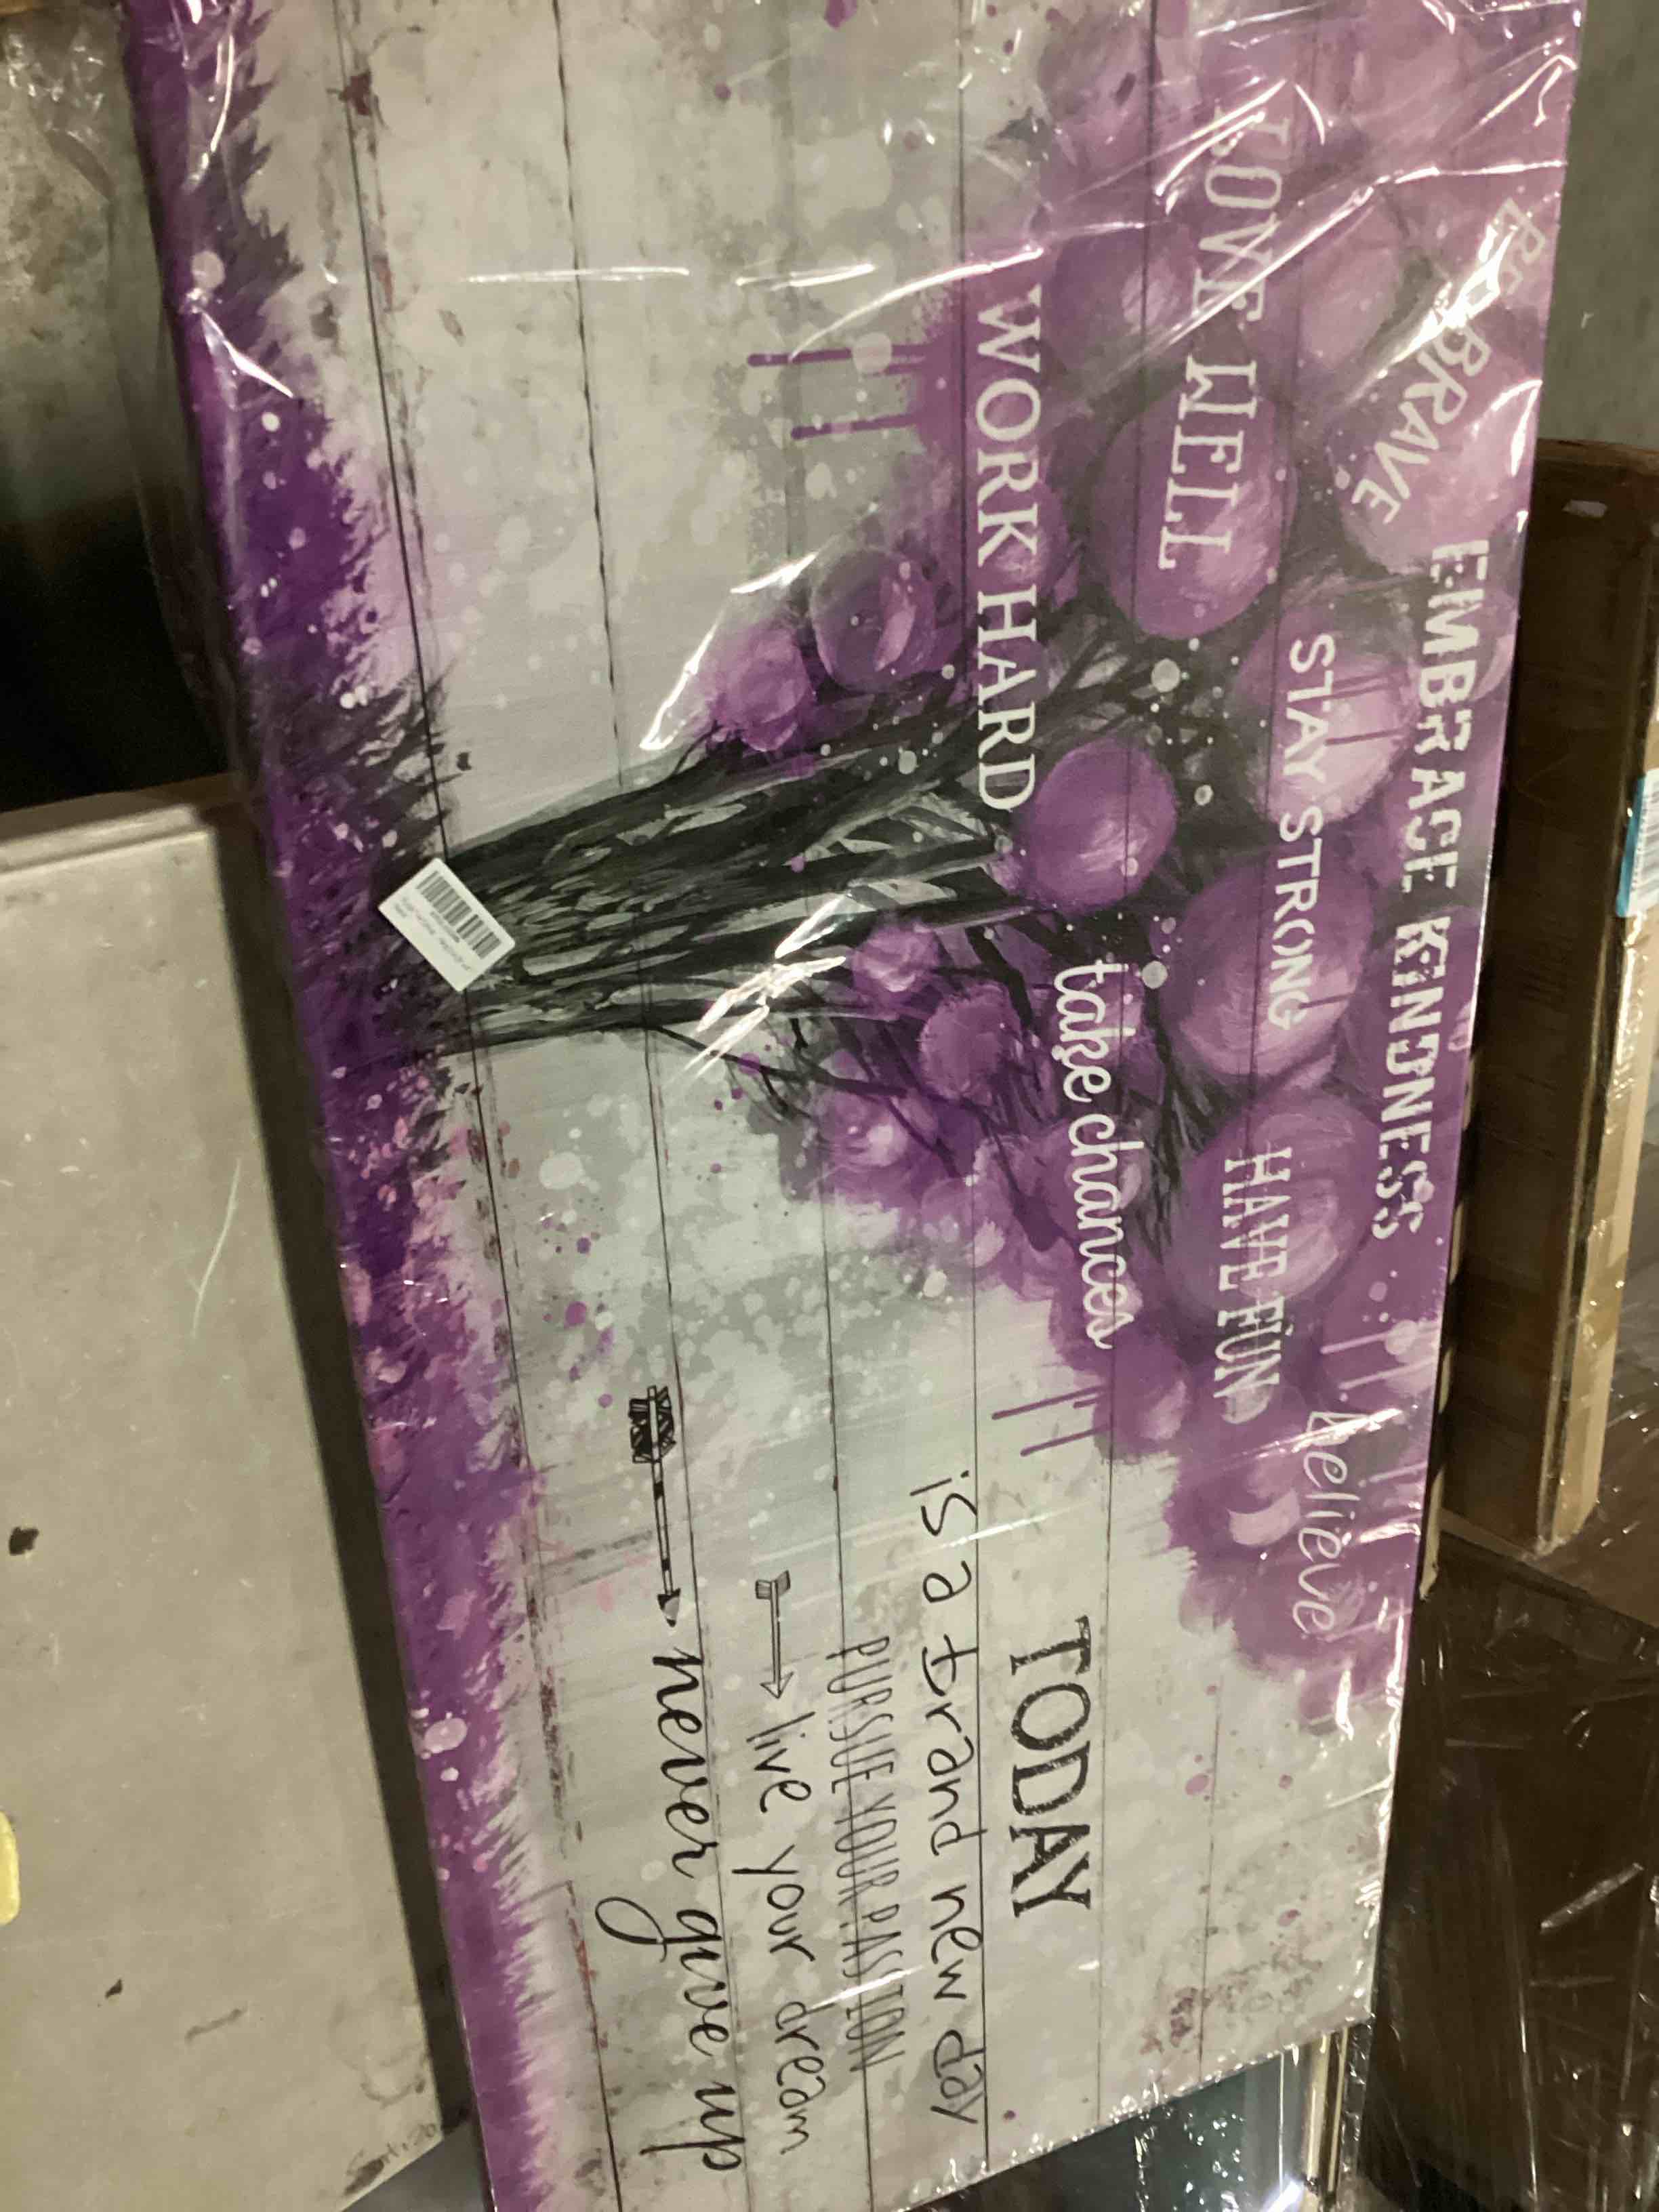 BE BRAVE
EMBRACE KINDNESS
believe
LOVE WELL
STAY STRONG
HAVE FUN
WORK HARD
take chances
TODAY
is a brand new day
PURSUE YOUR PASSION
live your dream
never give up